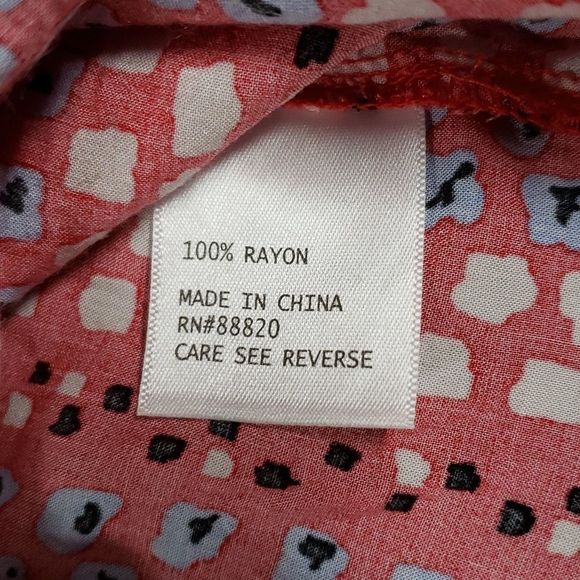 100% RAYON
MADE IN CHINA
RN#88820
CARE SEE REVERSE